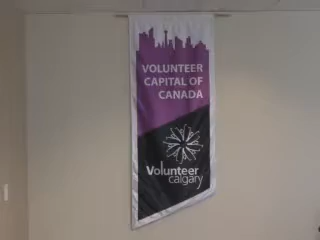 VOLUNTEER
CAPITAL OF
CANADA
Volunteer
calgary